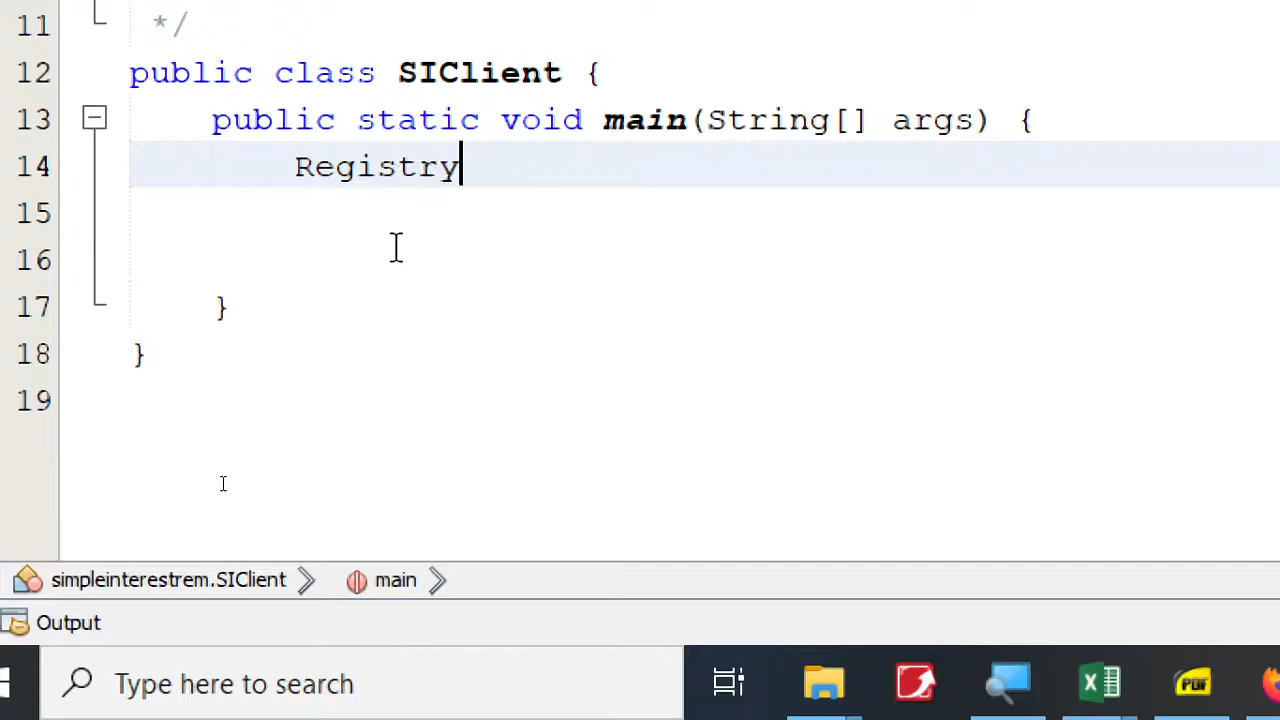 11 */
12 public class SIClient {
13 public static void main(String[] args) {
14 Registry
15
16
17 }
18 }
19
simpleinterestrem.SIClient main
Output
Type here to search
PDF